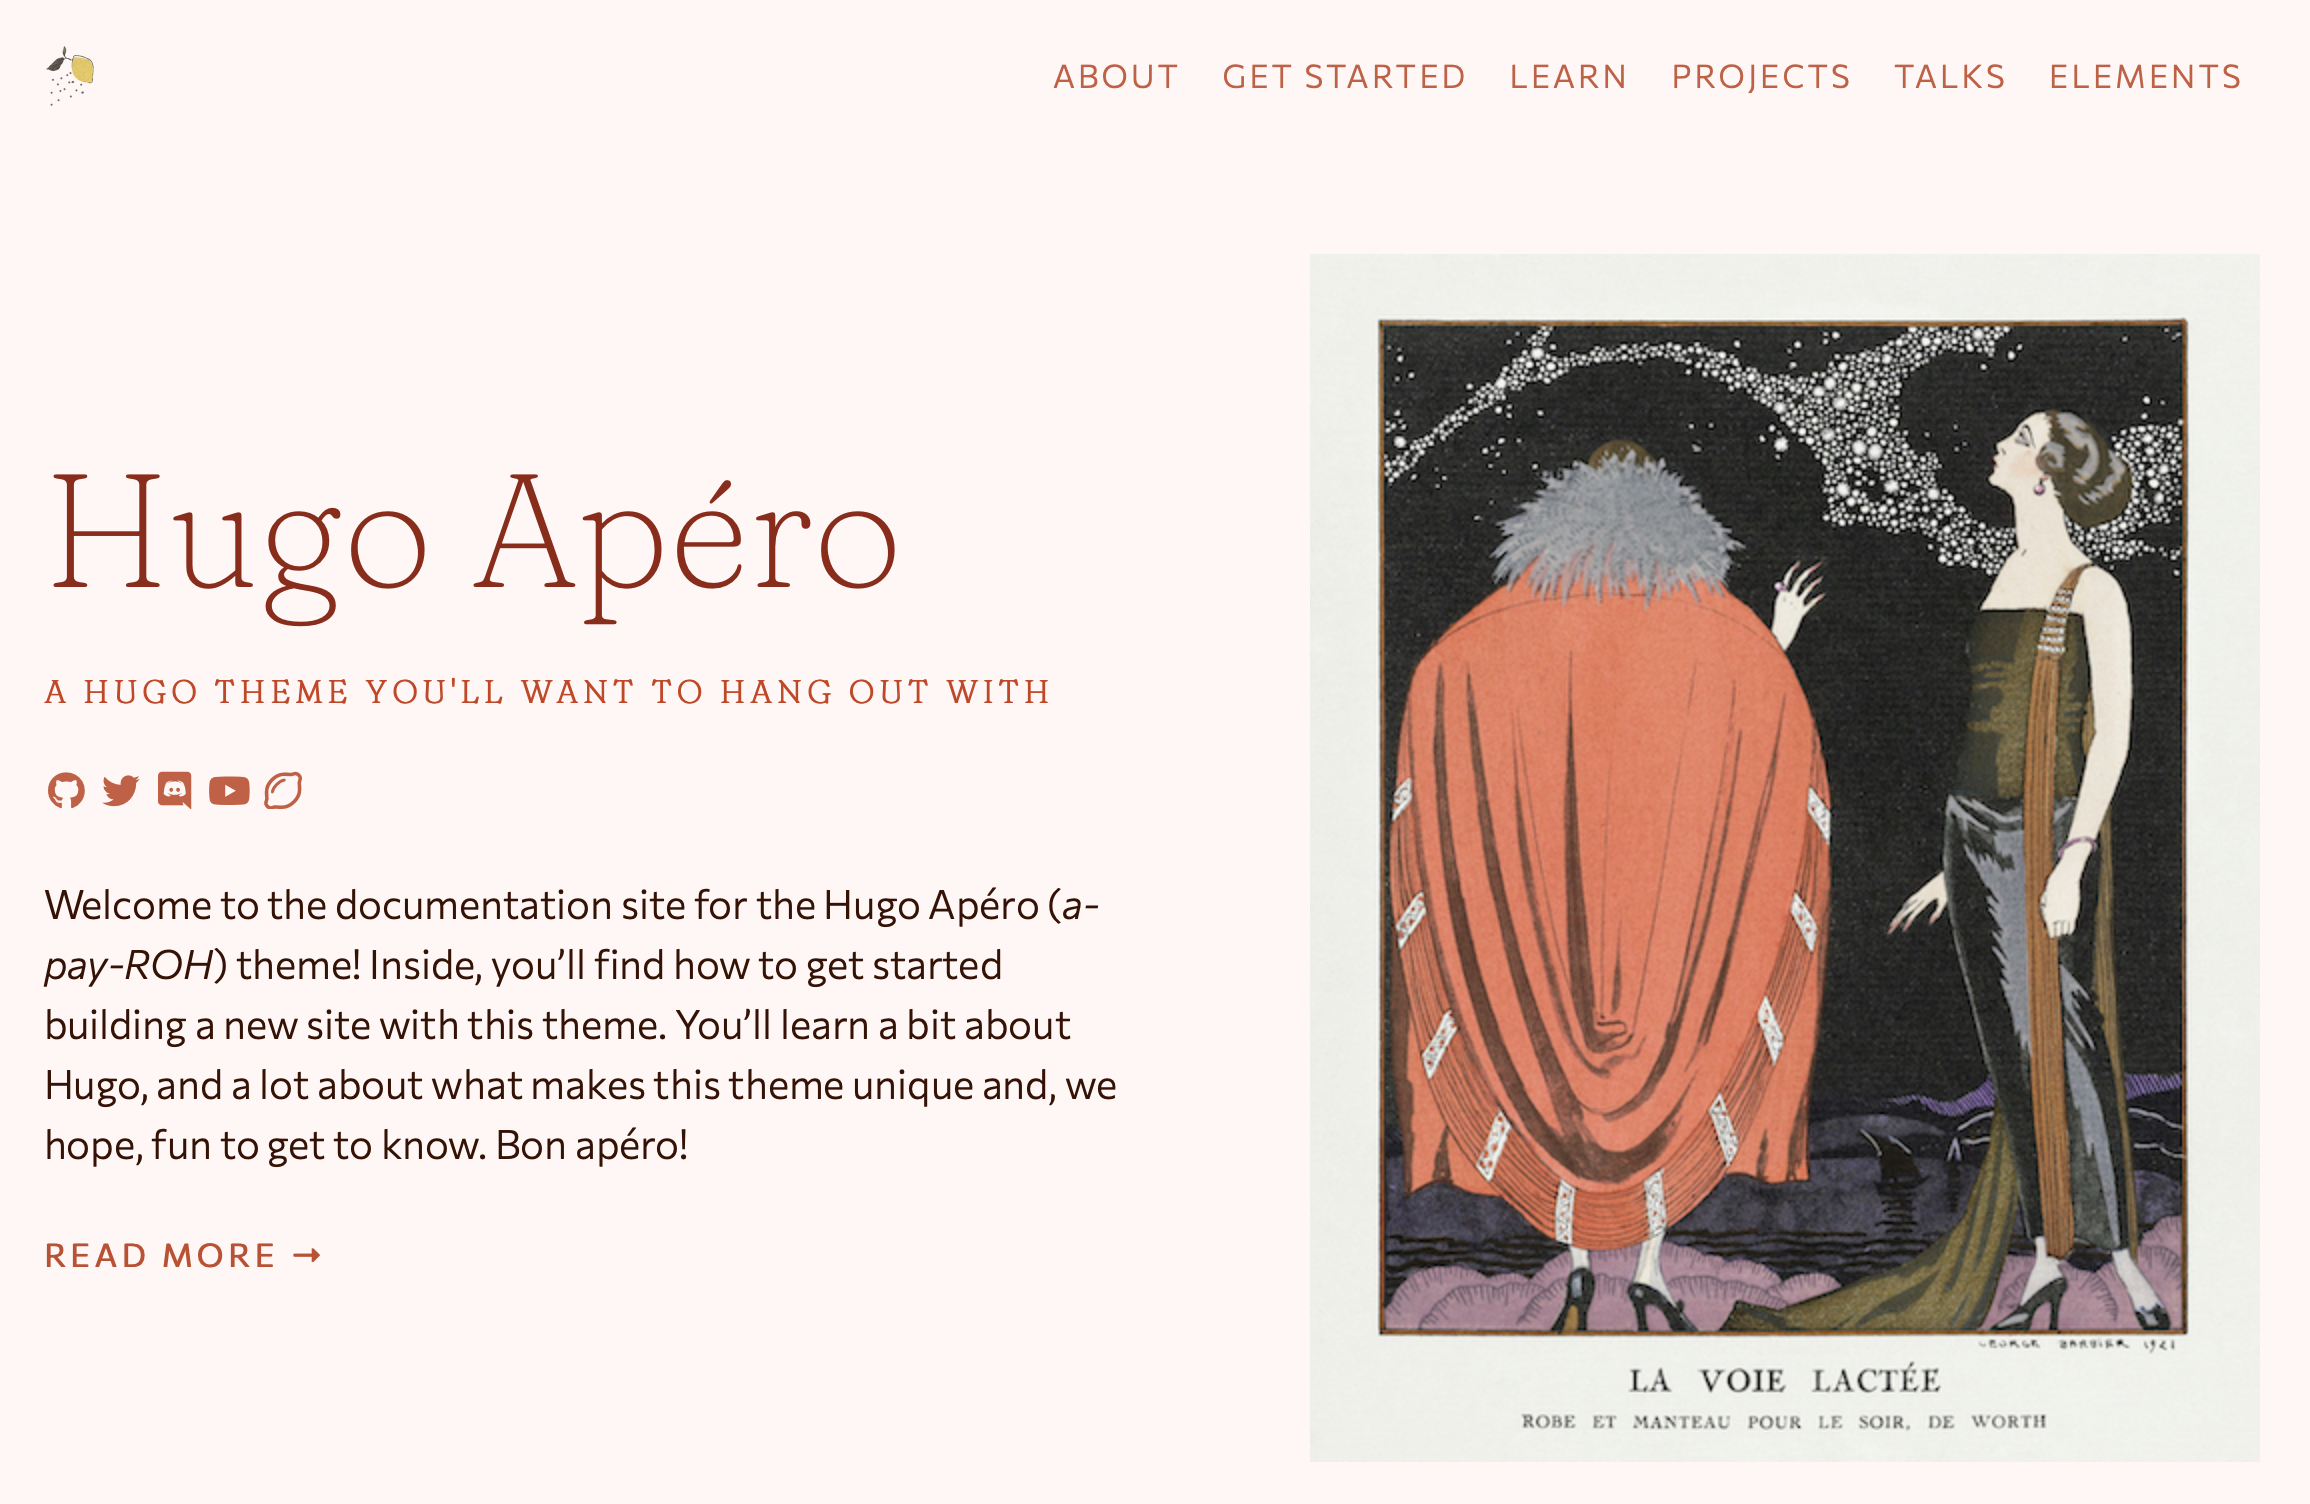 ABOUT GET STARTED LEARN PROJECTS TALKS ELEMENTS
Hugo Apéro
A HUGO THEME YOU'LL WANT TO HANG OUT WITH
Welcome to the documentation site for the Hugo Apéro (a-
pay-ROH) theme! Inside, you’ll find how to get started
building a new site with this theme. You’ll learn a bit about
Hugo, and a lot about what makes this theme unique and, we
hope, fun to get to know. Bon apéro!
READ MORE →
GEORGE BARBIER 1921
LA VOIE LACTÉE
ROBE ET MANTEAU POUR LE SOIR, DE WORTH